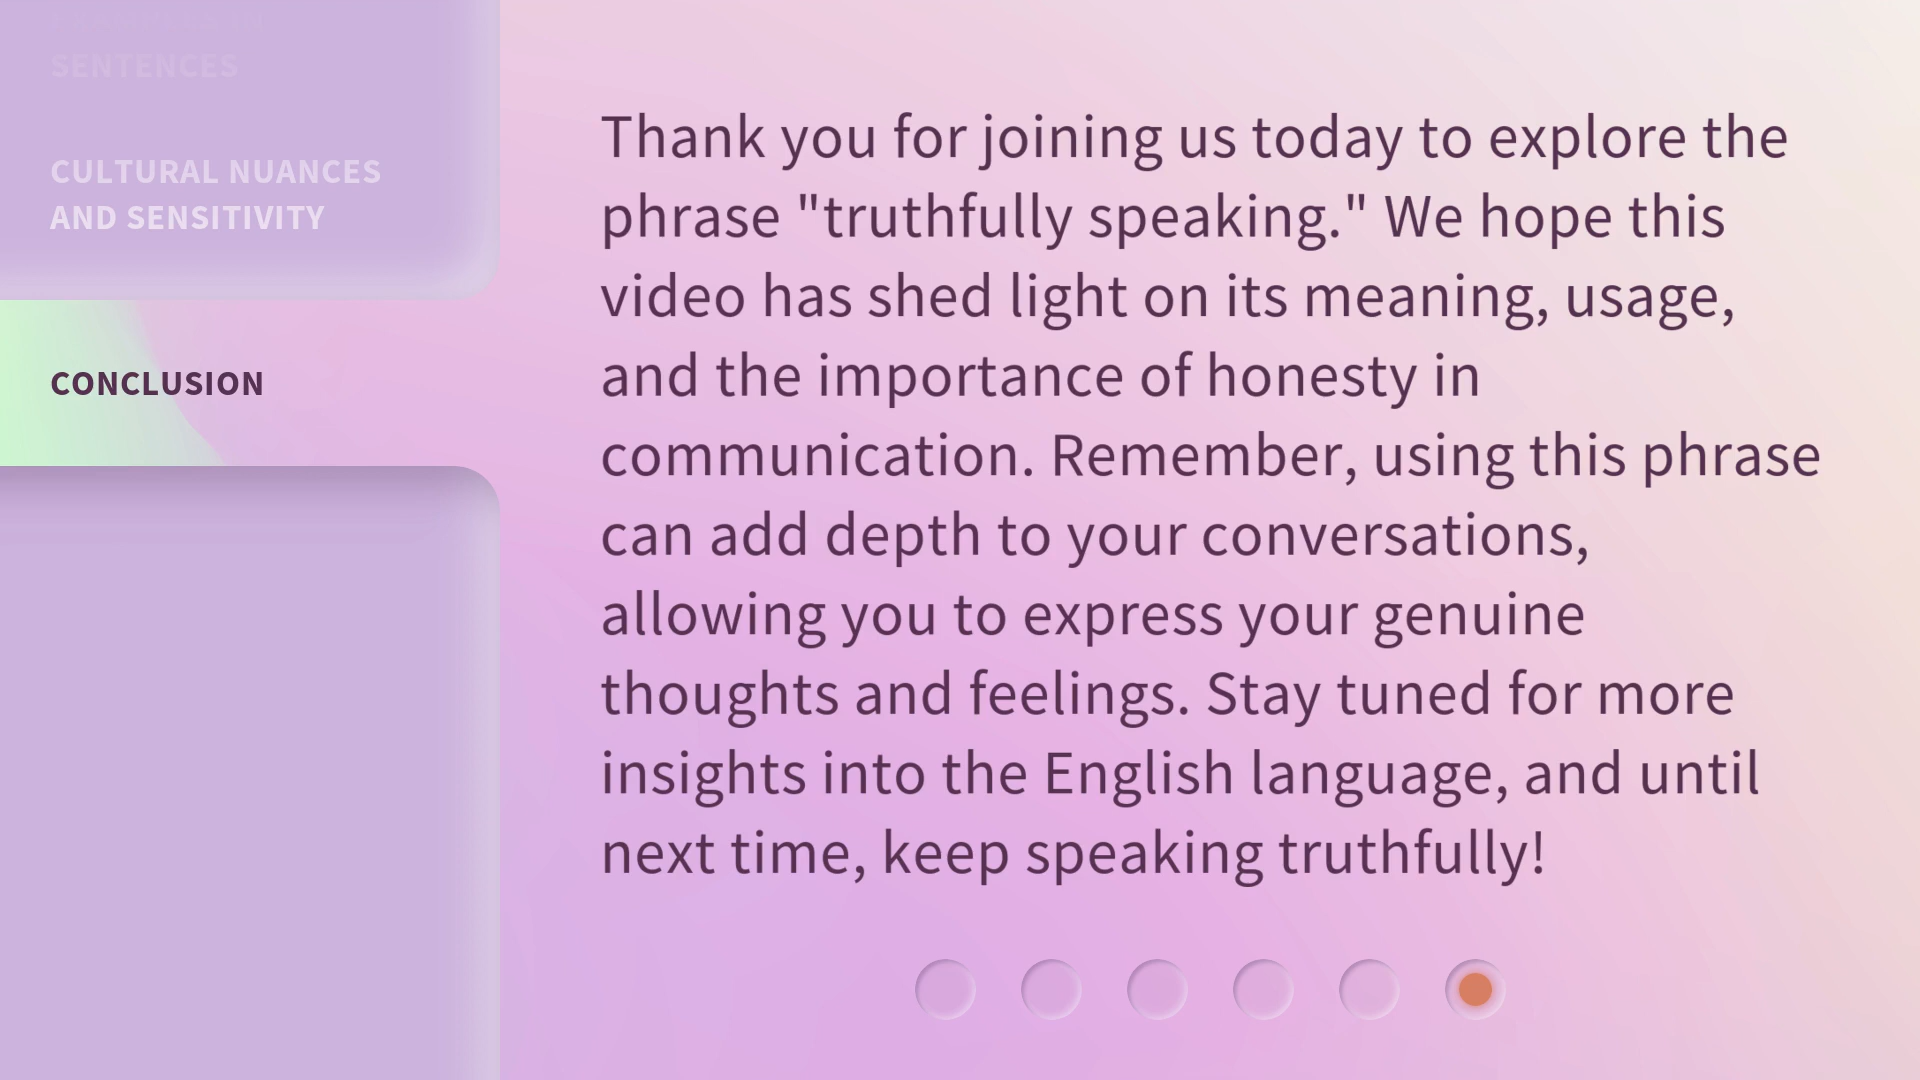 SENTENCES
CULTURAL NUANCES
AND SENSITIVITY
CONCLUSION
Thank you for joining us today to explore the
phrase "truthfully speaking." We hope this
video has shed light on its meaning, usage,
and the importance of honesty in
communication. Remember, using this phrase
can add depth to your conversations,
allowing you to express your genuine
thoughts and feelings. Stay tuned for more
insights into the English language, and until
next time, keep speaking truthfully!